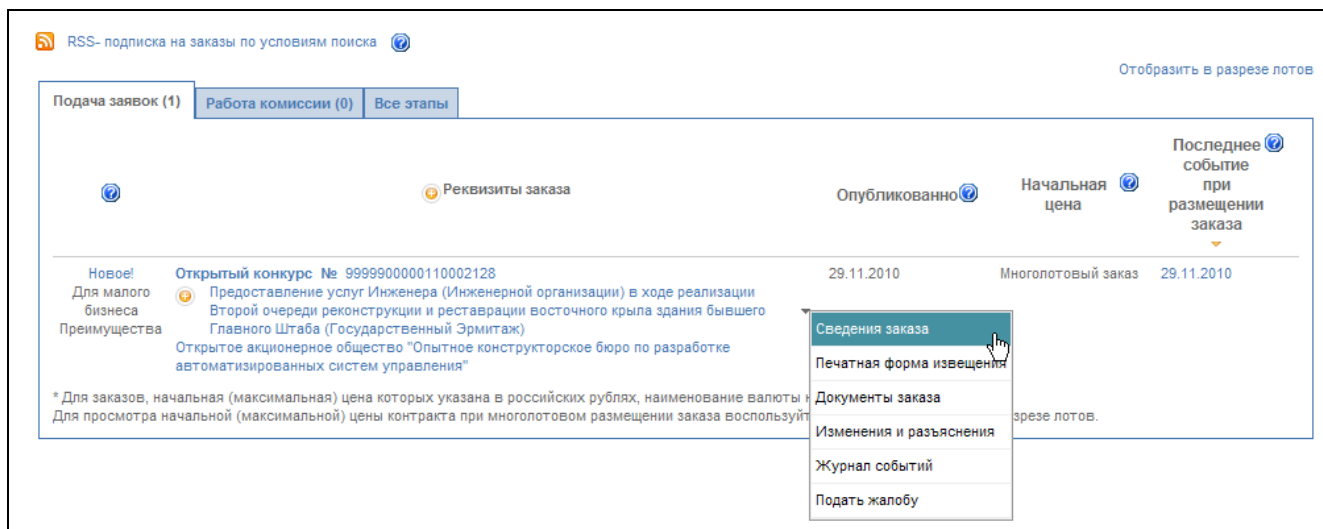 RSS- подписка на заказы по условиям поиска
Отобразить в разрезе лотов
Подача заявок (1)
Работа комиссии (0)
Все этапы
Реквизиты заказа
Опубликованно
Начальная
цена
Последнее
событие
при
размещении
заказа
Новое!
Для малого
бизнеса
Преимущества
Открытый конкурс № 9999900000110002128
Предоставление услуг Инженера (Инженерной организации) в ходе реализации
Второй очереди реконструкции и реставрации восточного крыла здания бывшего
Главного Штаба (Государственный Эрмитаж)
Открытое акционерное общество "Опытное конструкторское бюро по разработке
автоматизированных систем управления"
29.11.2010
Многолотовый заказ
29.11.2010
Сведения заказа
Печатная форма извещения
Документы заказа
Изменения и разъяснения
Журнал событий
Подать жалобу
* Для заказов, начальная (максимальная) цена которых указана в российских рублях, наименование валюты
Для просмотра начальной (максимальной) цены контракта при многолотовом размещении заказа лотов.